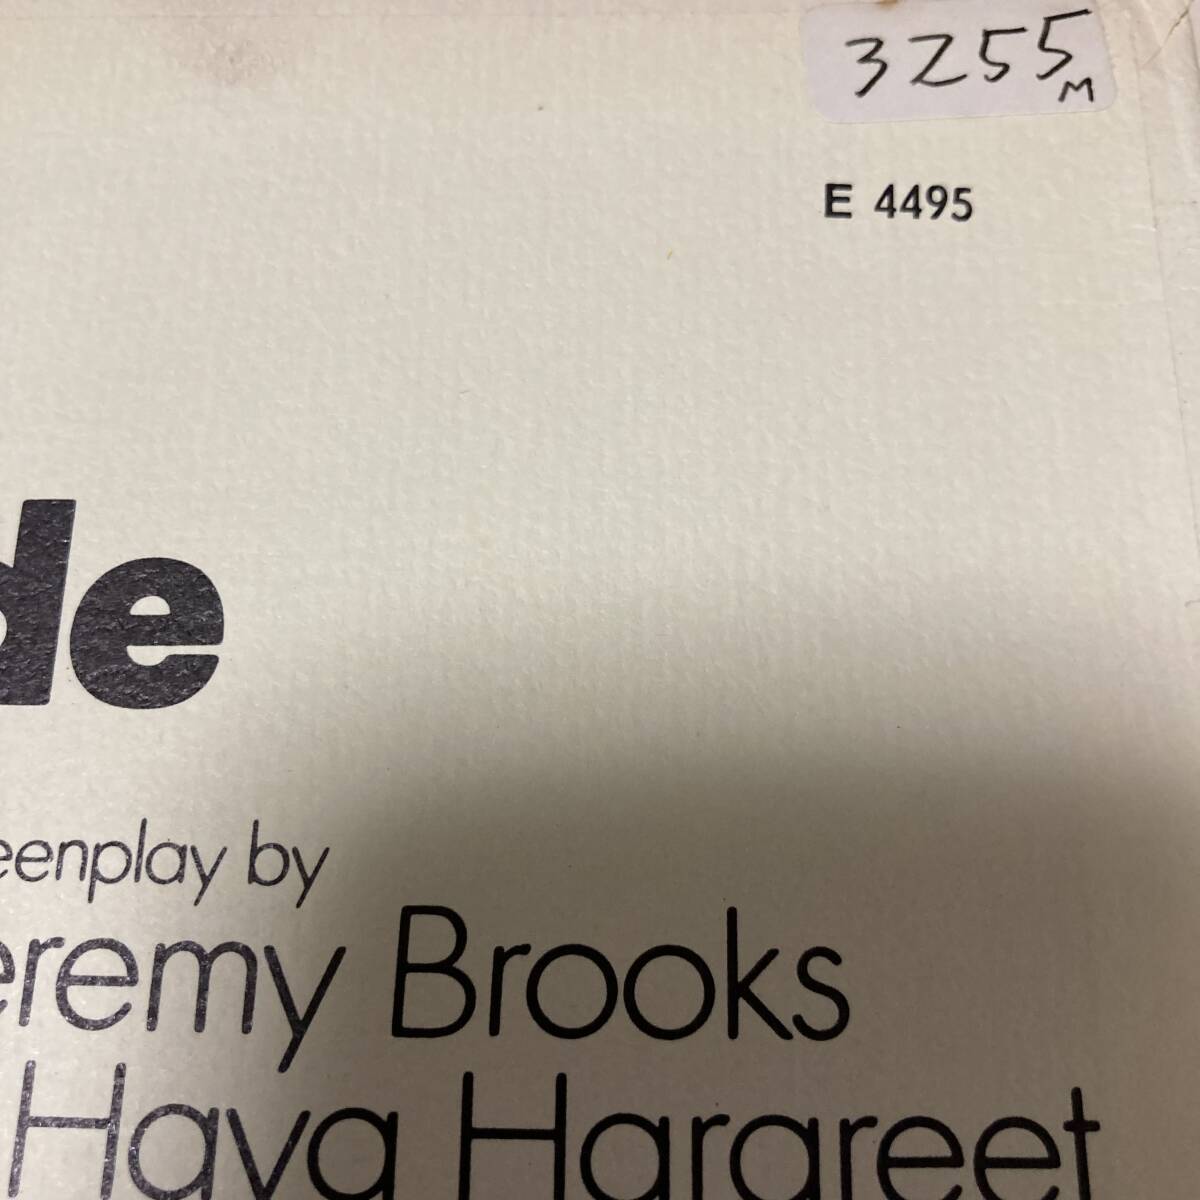 3255
M
E 4495
de
eenplay by
eremy Brooks
Haya Harareet